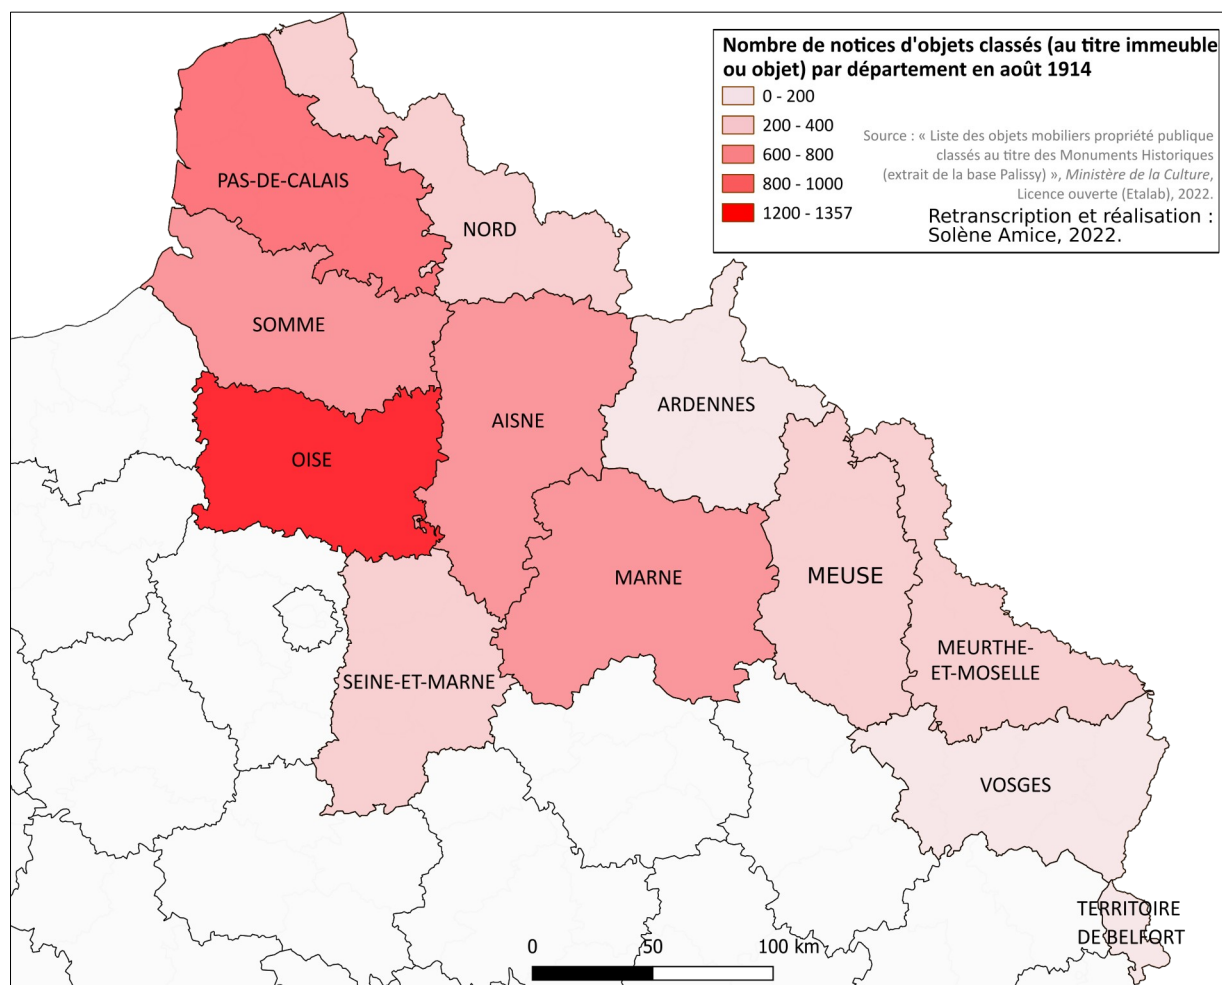 Nombre de notices d'objets classés (au titre immeuble
ou objet) par département en août 1914
0 - 200
200 - 400
600 - 800
800 - 1000
1200 - 1357
Source : « Liste des objets mobiliers propriété publique
classés au titre des Monuments Historiques
(extrait de la base Palissy) », Ministère de la Culture,
Licence ouverte (Etalab), 2022.
Retranscription et réalisation :
Solène Amice, 2022.
PAS-DE-CALAIS
NORD
SOMME
ARDENNES
AISNE
OISE
MARNE
MEUSE
MEURTHE-
ET-MOSELLE
SEINE-ET-MARNE
VOSGES
TERRITOIRE
DE BELFORT
0 50 100 km